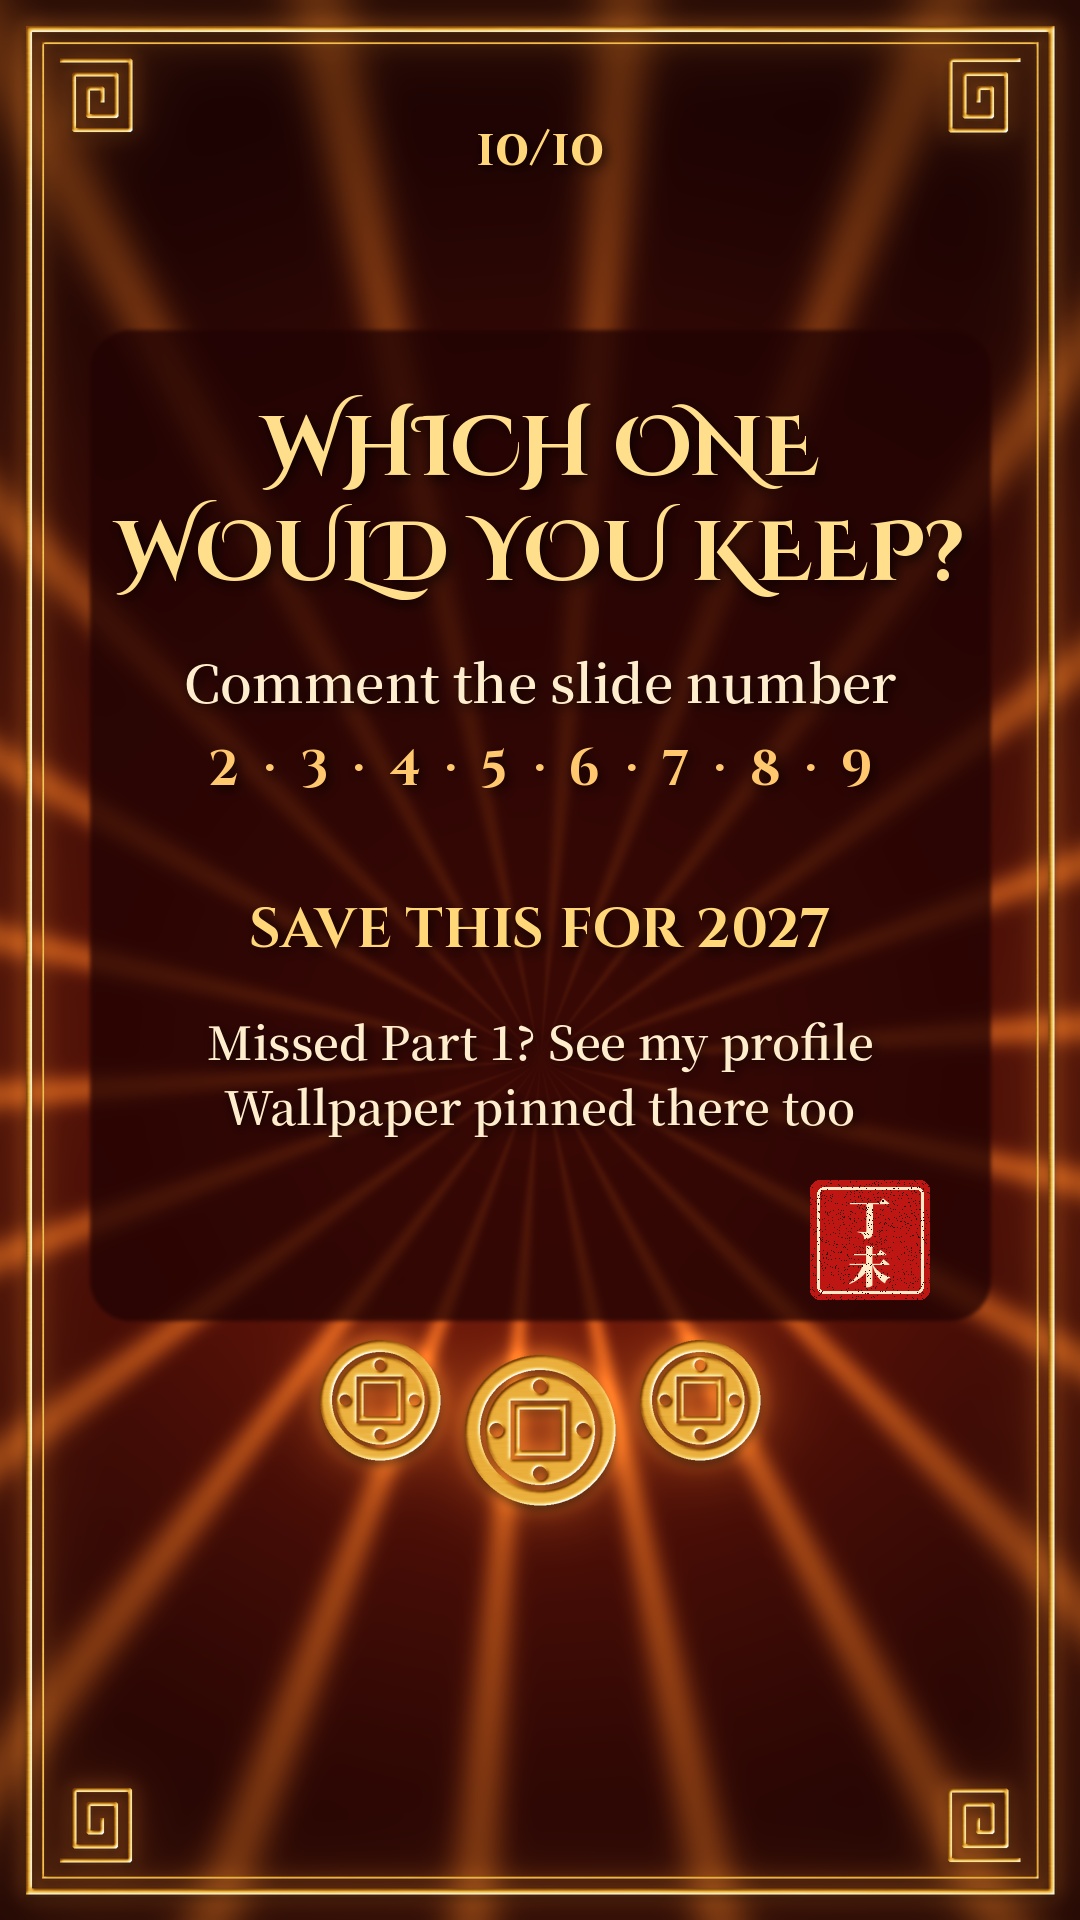 10/10
WHICH ONE
WOULD YOU KEEP?
Comment the slide number
2 · 3 · 4 · 5 · 6 · 7 · 8 · 9
SAVE THIS FOR 2027
Missed Part 1? See my profile
Wallpaper pinned there too
丁
未